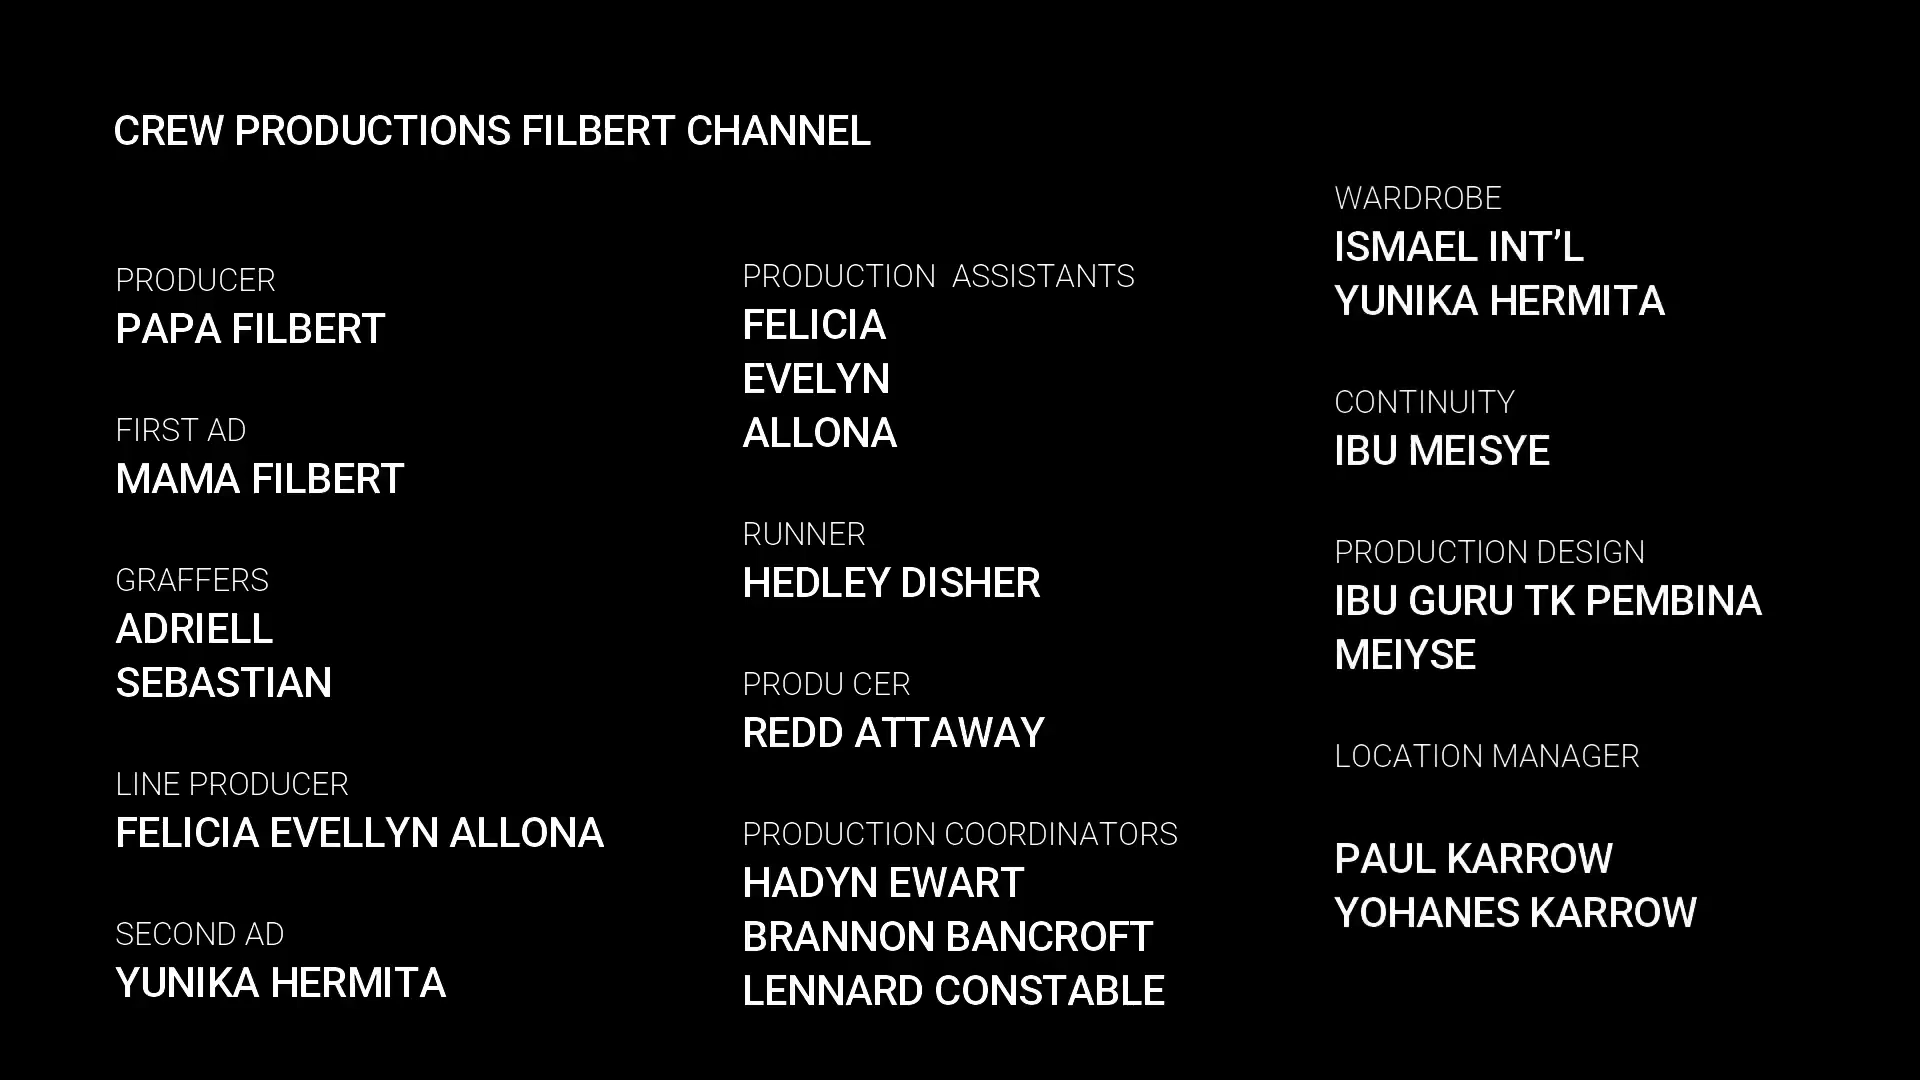 CREW PRODUCTIONS FILBERT CHANNEL
PRODUCER
PAPA FILBERT
FIRST AD
MAMA FILBERT
GRAFFERS
ADRIELL
SEBASTIAN
LINE PRODUCER
FELICIA EVELLYN ALLONA
SECOND AD
YUNIKA HERMITA
PRODUCTION  ASSISTANTS
FELICIA
EVELYN
ALLONA
RUNNER
HEDLEY DISHER
PRODU CER
REDD ATTAWAY
PRODUCTION COORDINATORS
HADYN EWART
BRANNON BANCROFT
LENNARD CONSTABLE
WARDROBE
ISMAEL INT’L
YUNIKA HERMITA
CONTINUITY
IBU MEISYE
PRODUCTION DESIGN
IBU GURU TK PEMBINA
MEIYSE
LOCATION MANAGER
PAUL KARROW
YOHANES KARROW